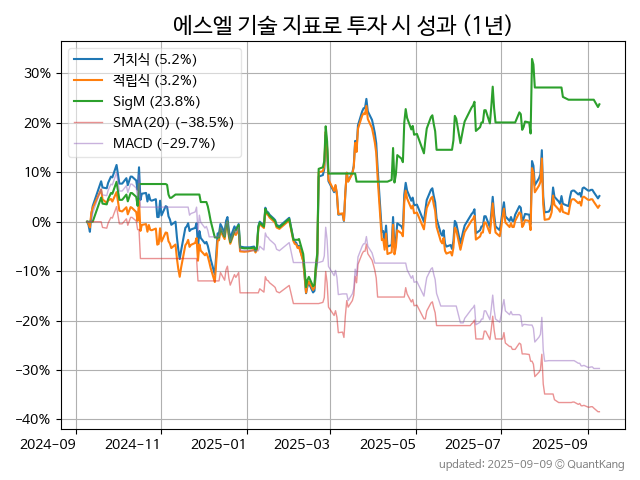 에스엘 기술 지표로 투자 시 성과 (1년)
거치식 (5.2%)
적립식 (3.2%)
SigM (23.8%)
SMA(20) (−38.5%)
MACD (−29.7%)
30%
20%
10%
0%
−10%
−20%
−30%
−40%
2024-09 2024-11 2025-01 2025-03 2025-05 2025-07 2025-09
updated: 2025-09-09 © QuantKang